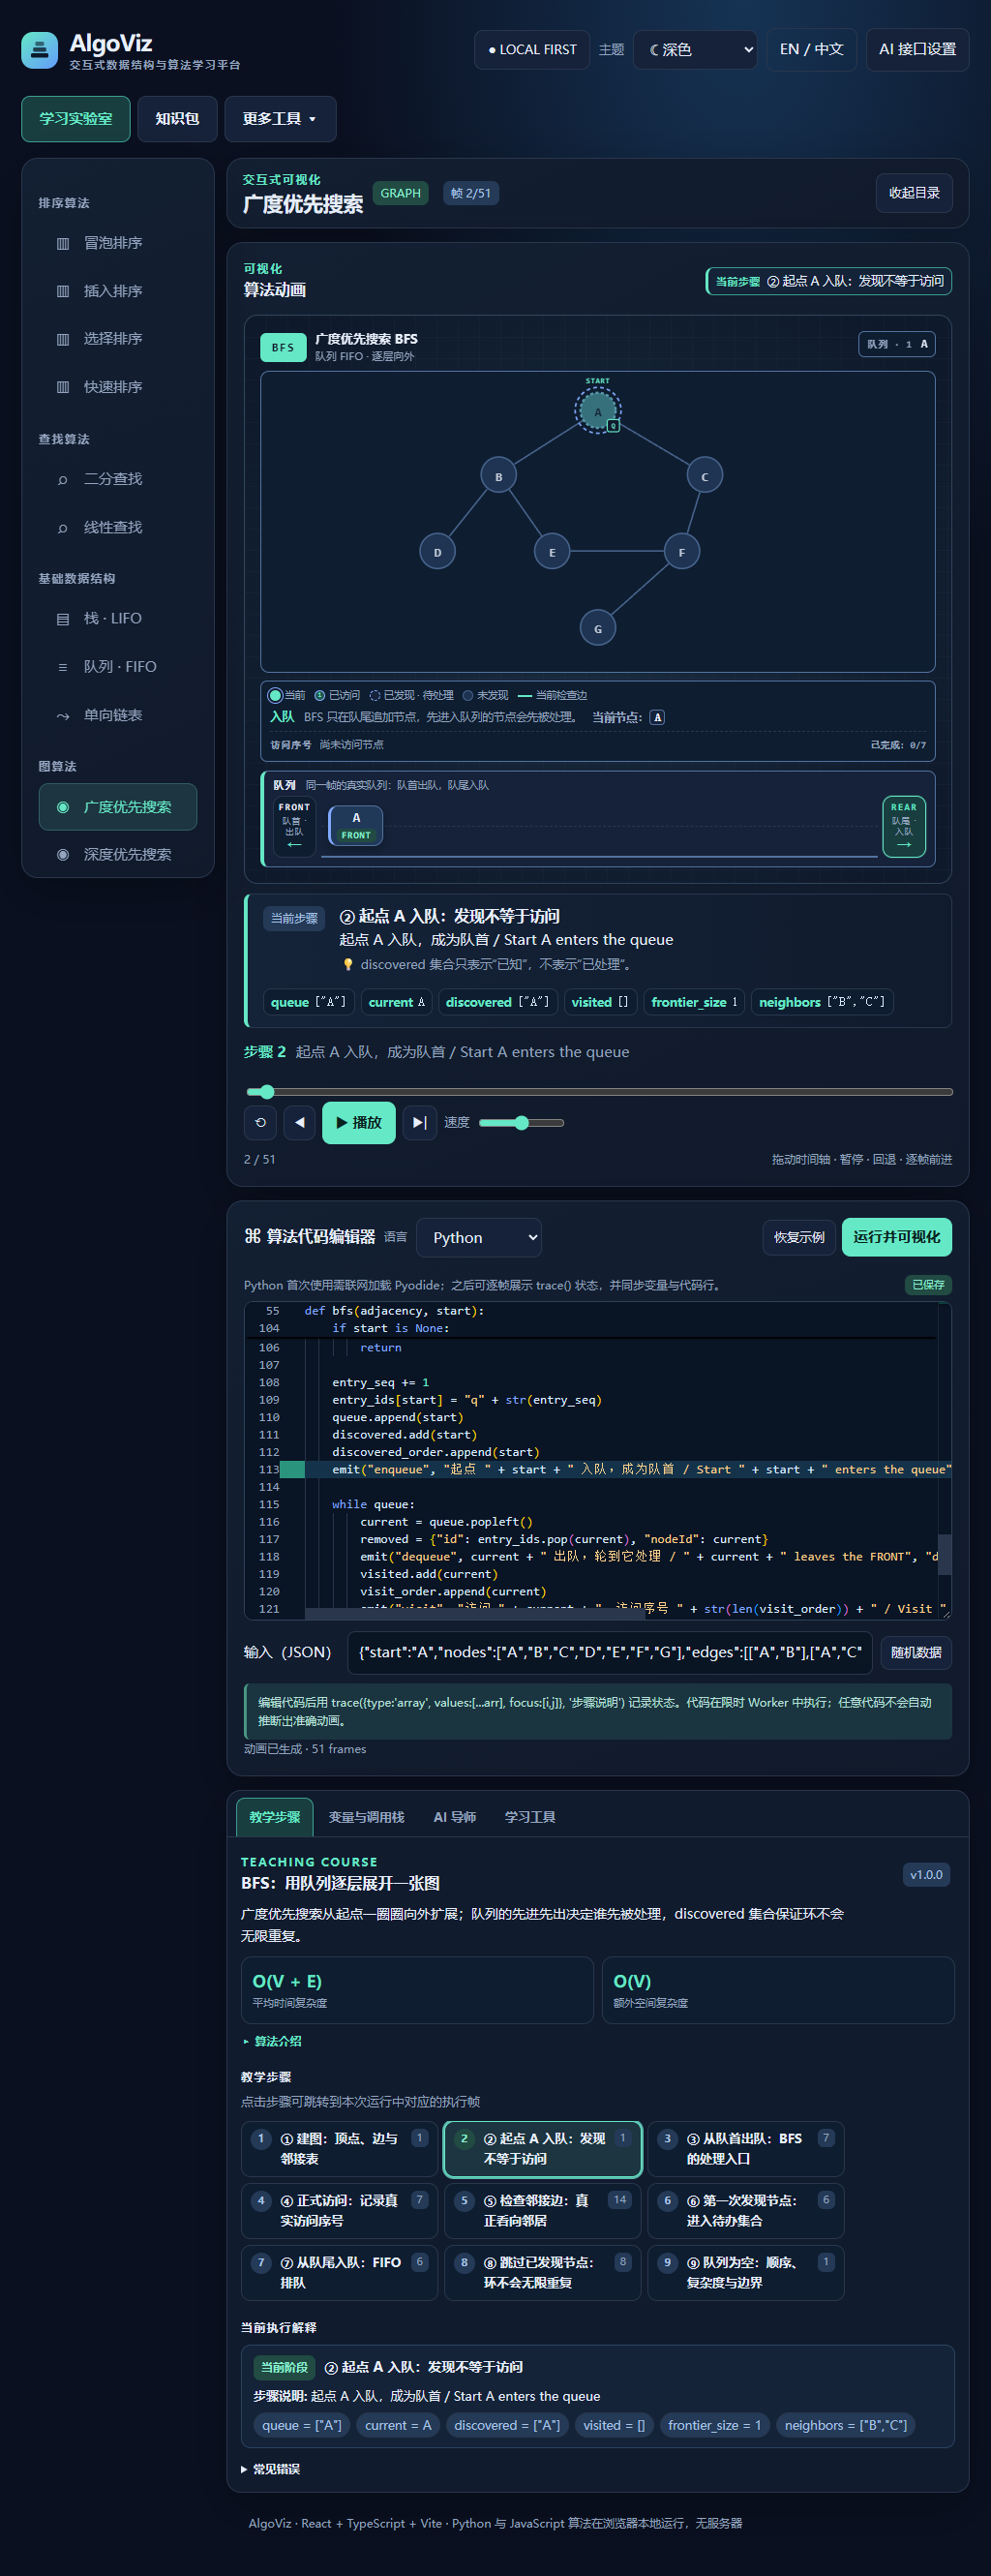 AlgoViz
交互式数据结构与算法学习平台
● LOCAL FIRST
主题
☾ 深色
EN / 中文
AI 接口设置
学习实验室
知识包
更多工具 ▾
排序算法
冒泡排序
插入排序
选择排序
快速排序
查找算法
二分查找
线性查找
基础数据结构
栈 · LIFO
队列 · FIFO
单向链表
图算法
广度优先搜索
深度优先搜索
交互式可视化
广度优先搜索
GRAPH
帧 2/51
收起目录
可视化
算法动画
当前步骤 ② 起点 A 入队：发现不等于访问
BFS
广度优先搜索 BFS
队列 FIFO · 逐层向外
队列 · 1 A
START
A
Q
B
C
D
E
F
G
当前 ① 已访问 已发现 · 待处理 未发现 当前检查边
入队 BFS 只在队尾追加节点，先进入队列的节点会先被处理。 当前节点： A
访问序号 尚未访问节点
已完成：0/7
队列 同一帧的真实队列：队首出队，队尾入队
FRONT
队首 ·
出队
←
A
FRONT
REAR
队尾 ·
入队
→
当前步骤
② 起点 A 入队：发现不等于访问
起点 A 入队，成为队首 / Start A enters the queue
💡 discovered 集合只表示“已知”，不表示“已处理”。
queue ["A"]
current A
discovered ["A"]
visited []
frontier_size 1
neighbors ["B","C"]
步骤 2 起点 A 入队，成为队首 / Start A enters the queue
▶ 播放
速度
2 / 51
拖动时间轴 · 暂停 · 回退 · 逐帧前进
⌘ 算法代码编辑器
语言
Python
恢复示例
运行并可视化
Python 首次使用需联网加载 Pyodide；之后可逐帧展示 trace() 状态，并同步变量与代码行。
已保存
55 def bfs(adjacency, start):
104 if start is None:
106 return
107
108 entry_seq += 1
109 entry_ids[start] = "q" + str(entry_seq)
110 queue.append(start)
111 discovered.add(start)
112 discovered_order.append(start)
113 emit("enqueue", "起点 " + start + " 入队，成为队首 / Start " + start + " enters the queue"
114
115 while queue:
116 current = queue.popleft()
117 removed = {"id": entry_ids.pop(current), "nodeId": current}
118 emit("dequeue", current + " 出队，轮到它处理 / " + current + " leaves the FRONT", "d
119 visited.add(current)
120 visit_order.append(current)
121 emit("visit", "访问 " + current + "，访问序号 " + str(len(visit_order)) + " / Visit "
输入（JSON）
{"start":"A","nodes":["A","B","C","D","E","F","G"],"edges":[["A","B"],["A","C"
随机数据
编辑代码后用 trace({type:'array', values:[...arr], focus:[i,j]}, '步骤说明') 记录状态。代码在限时 Worker 中执行；任意代码不会自动
推断出准确动画。
动画已生成 · 51 frames
教学步骤
变量与调用栈
AI 导师
学习工具
TEACHING COURSE
BFS：用队列逐层展开一张图
v1.0.0
广度优先搜索从起点一圈圈向外扩展；队列的先进先出决定谁先被处理，discovered 集合保证环不会
无限重复。
O(V + E)
平均时间复杂度
O(V)
额外空间复杂度
▸ 算法介绍
教学步骤
点击步骤可跳转到本次运行中对应的执行帧
1 ① 建图：顶点、边与
邻接表
1
2 ② 起点 A 入队：发现
不等于访问
1
3 ③ 从队首出队：BFS
的处理入口
7
4 ④ 正式访问：记录真
实访问序号
7
5 ⑤ 检查邻接边：真
正看向邻居
14
6 ⑥ 第一次发现节点：
进入待办集合
6
7 ⑦ 从队尾入队：FIFO
排队
6
8 ⑧ 跳过已发现节点：
环不会无限重复
8
9 ⑨ 队列为空：顺序、
复杂度与边界
1
当前执行解释
当前阶段 ② 起点 A 入队：发现不等于访问
步骤说明: 起点 A 入队，成为队首 / Start A enters the queue
queue = ["A"]
current = A
discovered = ["A"]
visited = []
frontier_size = 1
neighbors = ["B","C"]
▶ 常见错误
AlgoViz · React + TypeScript + Vite · Python 与 JavaScript 算法在浏览器本地运行，无服务器